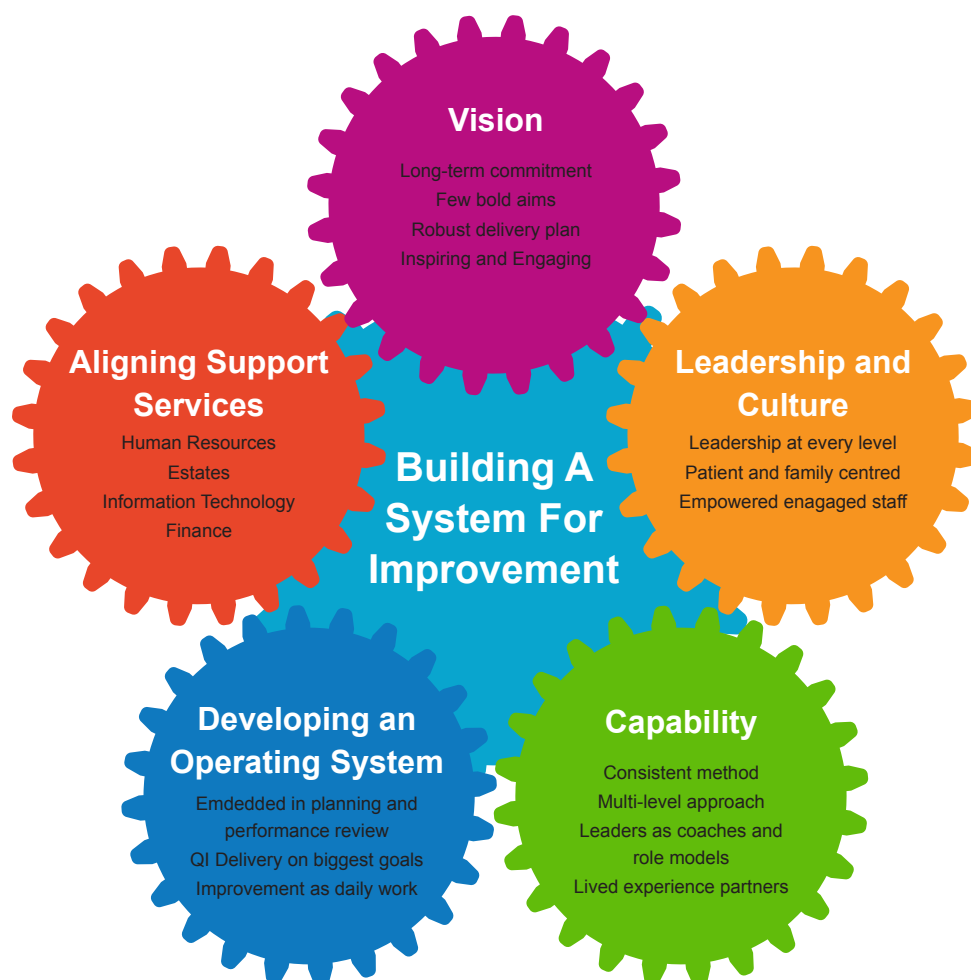 Vision
Long-term commitment
Few bold aims
Robust delivery plan
Inspiring and Engaging
Aligning Support
Services
Human Resources
Estates
Information Technology
Finance
Leadership and
Culture
Leadership at every level
Patient and family centred
Empowered enagaged staff
Building A
System For
Improvement
Developing an
Operating System
Emdedded in planning and
performance review
QI Delivery on biggest goals
Improvement as daily work
Capability
Consistent method
Multi-level approach
Leaders as coaches and
role models
Lived experience partners